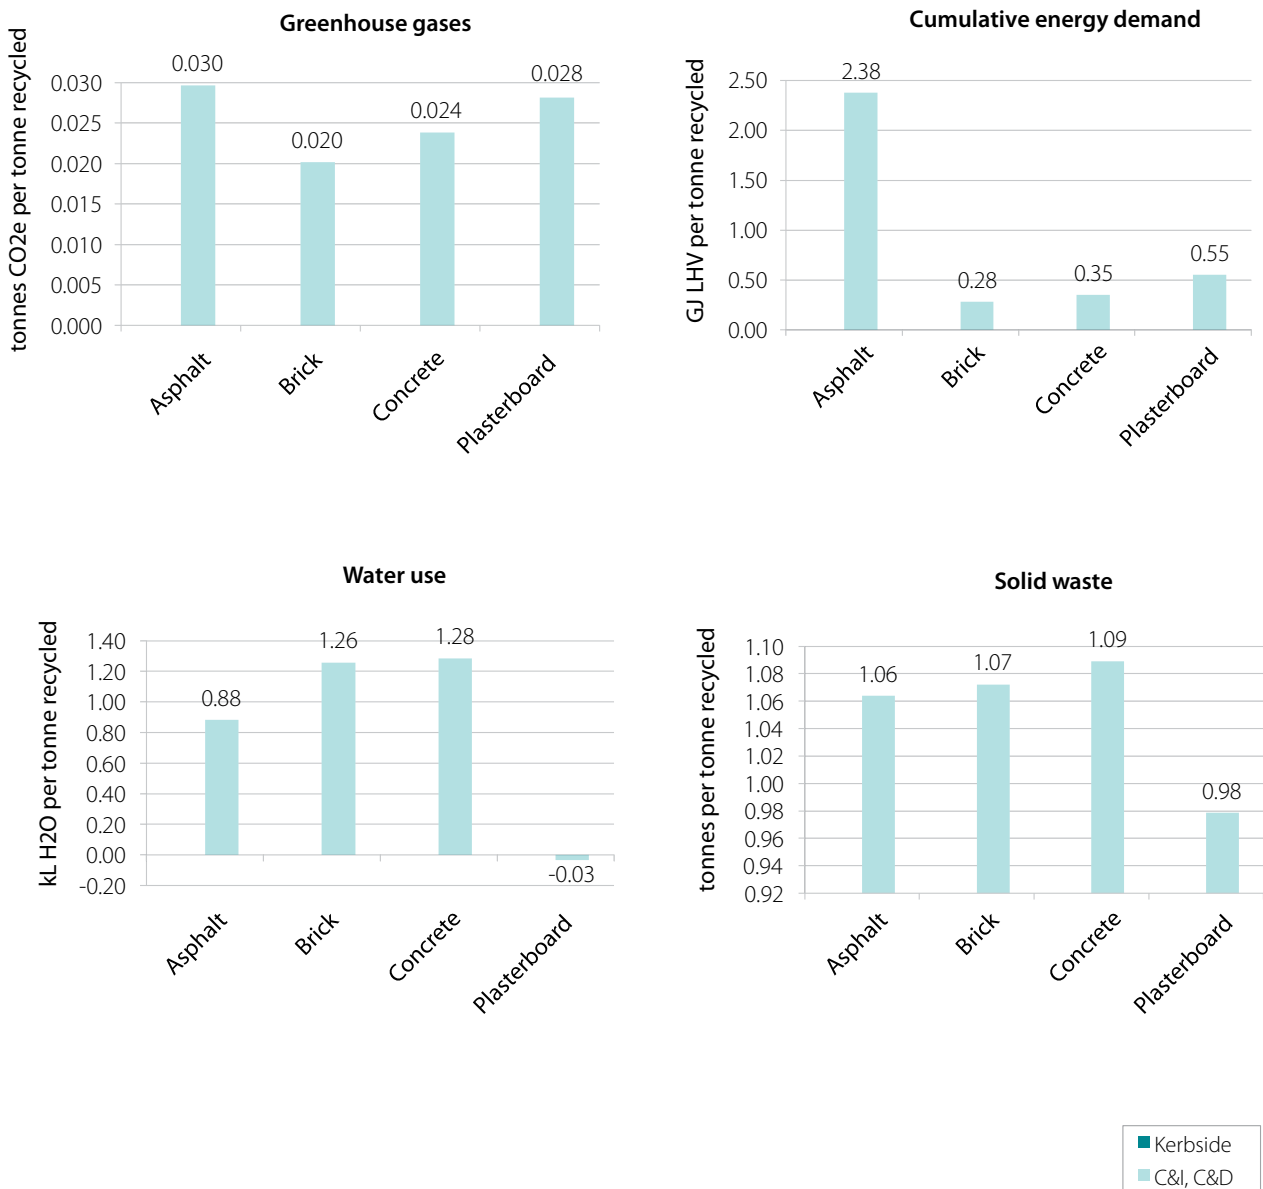 Greenhouse gases
tonnes CO2e per tonne recycled
0.030
0.025
0.020
0.015
0.010
0.005
0.000
0.030
0.020
0.024
0.028
Asphalt
Brick
Concrete
Plasterboard
Cumulative energy demand
GJ LHV per tonne recycled
2.50
2.00
1.50
1.00
0.50
0.00
2.38
0.28
0.35
0.55
Asphalt
Brick
Concrete
Plasterboard
Water use
kL H2O per tonne recycled
1.40
1.20
1.00
0.80
0.60
0.40
0.20
0.00
-0.20
0.88
1.26
1.28
-0.03
Asphalt
Brick
Concrete
Plasterboard
Solid waste
tonnes per tonne recycled
1.10
1.08
1.06
1.04
1.02
1.00
0.98
0.96
0.94
0.92
1.06
1.07
1.09
0.98
Asphalt
Brick
Concrete
Plasterboard
Kerbside
C&I, C&D